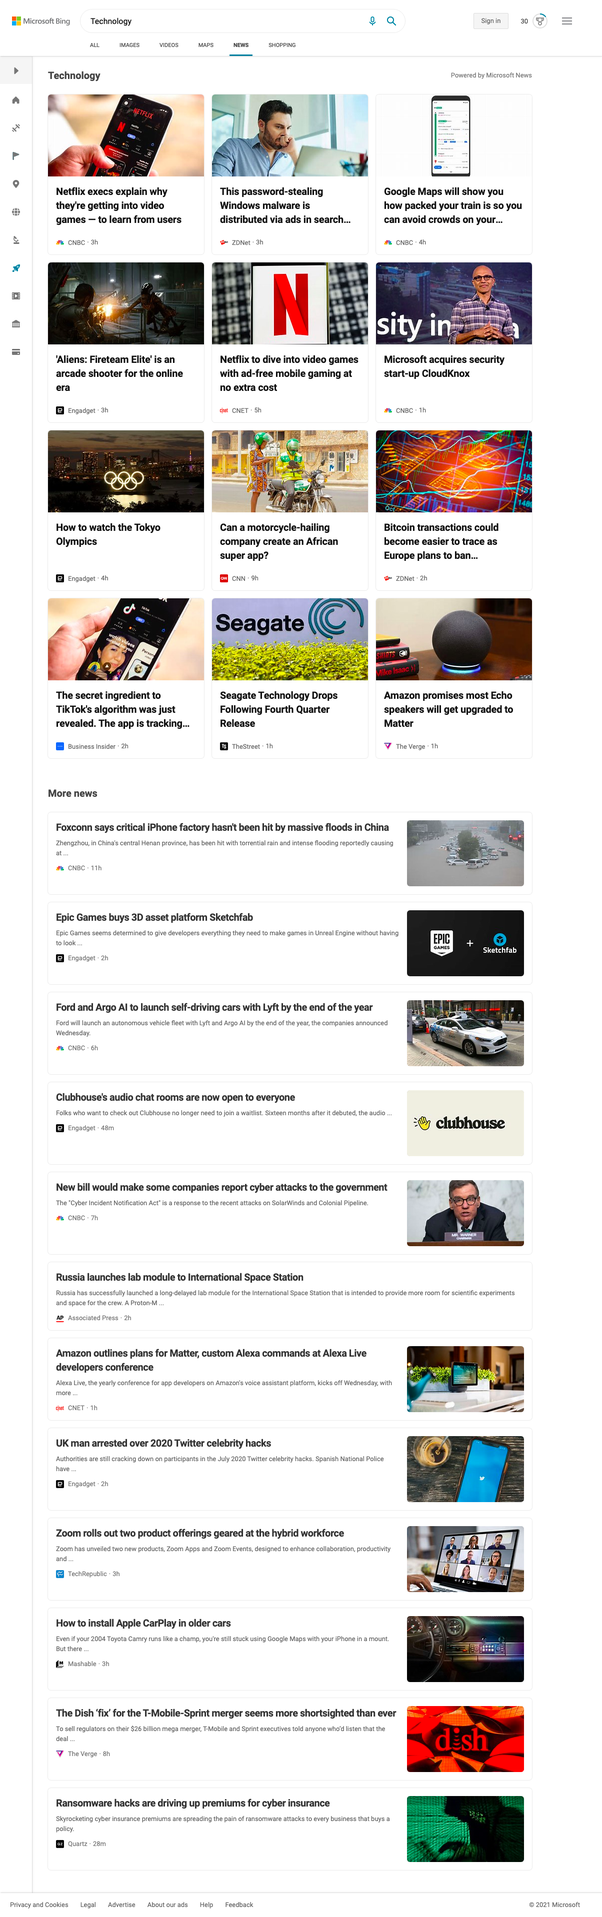 Microsoft Bing
Technology
Sign in
30
ALL
IMAGES
VIDEOS
MAPS
NEWS
SHOPPING
Technology
Powered by Microsoft News
NETFLIX
Netflix execs explain why
they're getting into video
games — to learn from users
CNBC · 3h
This password-stealing
Windows malware is
distributed via ads in search...
ZDNet · 3h
Google Maps will show you
how packed your train is so you
can avoid crowds on your...
CNBC · 4h
'Aliens: Fireteam Elite' is an
arcade shooter for the online
era
Engadget · 3h
N
Netflix to dive into video games
with ad-free mobile gaming at
no extra cost
CNET · 5h
sity in
Microsoft acquires security
start-up CloudKnox
CNBC · 1h
How to watch the Tokyo
Olympics
Engadget · 4h
Can a motorcycle-hailing
company create an African
super app?
CNN · 9h
Bitcoin transactions could
become easier to trace as
Europe plans to ban...
ZDNet · 2h
The secret ingredient to
TikTok's algorithm was just
revealed. The app is tracking...
Business Insider · 2h
Seagate
Seagate Technology Drops
Following Fourth Quarter
Release
TheStreet · 1h
Amazon promises most Echo
speakers will get upgraded to
Matter
The Verge · 1h
More news
Foxconn says critical iPhone factory hasn't been hit by massive floods in China
Zhengzhou, in China's central Henan province, has been hit with torrential rain and intense flooding reportedly causing
at ...
CNBC · 11h
Epic Games buys 3D asset platform Sketchfab
Epic Games seems determined to give developers everything they need to make games in Unreal Engine without having
to look ...
Engadget · 2h
EPIC
GAMES
+
Sketchfab
Ford and Argo AI to launch self-driving cars with Lyft by the end of the year
Ford will launch an autonomous vehicle fleet with Lyft and Argo AI by the end of the year, the companies announced
Wednesday.
CNBC · 6h
Clubhouse's audio chat rooms are now open to everyone
Folks who want to check out Clubhouse no longer need to join a waitlist. Sixteen months after it debuted, the audio ...
Engadget · 48m
clubhouse
New bill would make some companies report cyber attacks to the government
The "Cyber Incident Notification Act" is a response to the recent attacks on SolarWinds and Colonial Pipeline.
CNBC · 7h
MR. WARNER
Russia launches lab module to International Space Station
Russia has successfully launched a long-delayed lab module for the International Space Station that is intended to provide more room for scientific experiments
and space for the crew. A Proton-M ...
AP Associated Press · 2h
Amazon outlines plans for Matter, custom Alexa commands at Alexa Live
developers conference
Alexa Live, the yearly conference for app developers on Amazon's voice assistant platform, kicks off Wednesday, with
more ...
CNET · 1h
UK man arrested over 2020 Twitter celebrity hacks
Authorities are still cracking down on participants in the July 2020 Twitter celebrity hacks. Spanish National Police
have ...
Engadget · 2h
Zoom rolls out two product offerings geared at the hybrid workforce
Zoom has unveiled two new products, Zoom Apps and Zoom Events, designed to enhance collaboration, productivity
and ...
TechRepublic · 3h
How to install Apple CarPlay in older cars
Even if your 2004 Toyota Camry runs like a champ, you're still stuck using Google Maps with your iPhone in a mount.
But there ...
Mashable · 3h
The Dish 'fix' for the T-Mobile-Sprint merger seems more shortsighted than ever
To sell regulators on their $26 billion mega merger, T-Mobile and Sprint executives told anyone who'd listen that the
deal ...
The Verge · 8h
dish
Ransomware hacks are driving up premiums for cyber insurance
Skyrocketing cyber insurance premiums are spreading the pain of ransomware attacks to every business that buys a
policy.
Quartz · 28m
Privacy and Cookies
Legal
Advertise
About our ads
Help
Feedback
© 2021 Microsoft